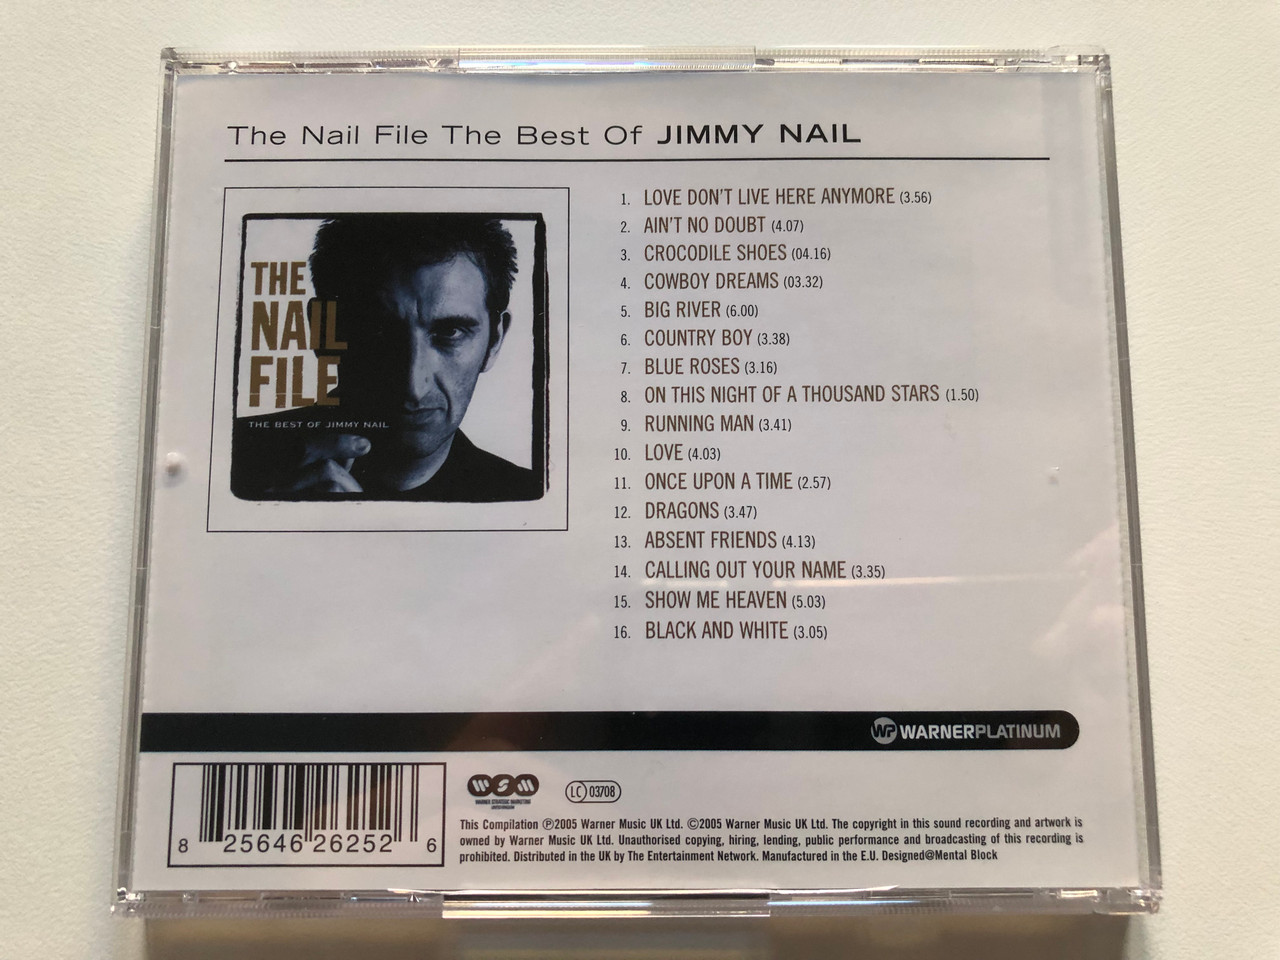 The Nail File The Best Of JIMMY NAIL
THE
NAIL
FILE
THE BEST OF JIMMY NAIL
1. LOVE DON'T LIVE HERE ANYMORE (3.56)
2. AIN'T NO DOUBT (4.07)
3. CROCODILE SHOES (04.16)
4. COWBOY DREAMS (03.32)
5. BIG RIVER (6.00)
6. COUNTRY BOY (3.38)
7. BLUE ROSES (3.16)
8. ON THIS NIGHT OF A THOUSAND STARS (1.50)
9. RUNNING MAN (3.41)
10. LOVE (4.03)
11. ONCE UPON A TIME (2.57)
12. DRAGONS (3.47)
13. ABSENT FRIENDS (4.13)
14. CALLING OUT YOUR NAME (3.35)
15. SHOW ME HEAVEN (5.03)
16. BLACK AND WHITE (3.05)
WP WARNERPLATINUM
8 25646 26252 6
WSM
WARNER STRATEGIC MARKETING
UNITED KINGDOM
LC 03708
This Compilation ℗2005 Warner Music UK Ltd. ©2005 Warner Music UK Ltd. The copyright in this sound recording and artwork is
owned by Warner Music UK Ltd. Unauthorised copying, hiring, lending, public performance and broadcasting of this recording is
prohibited. Distributed in the UK by The Entertainment Network. Manufactured in the E.U. Designed@Mental Block